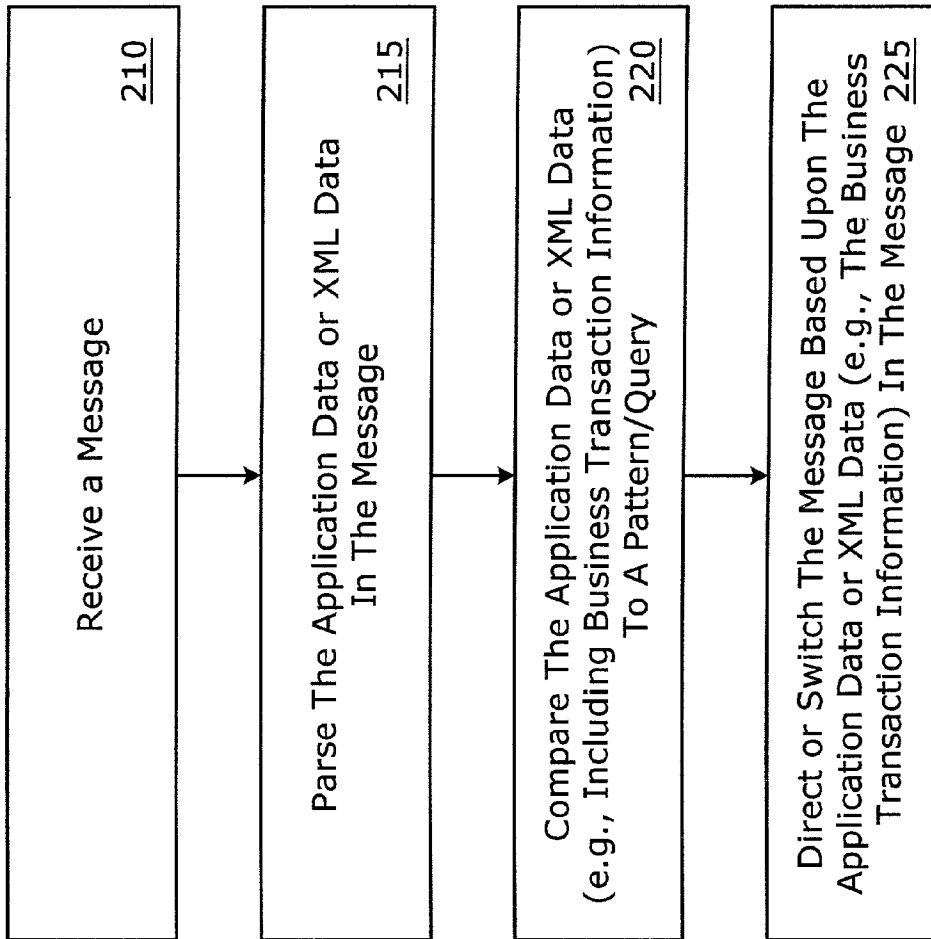 Receive a Message
210
Parse The Application Data or XML Data
In The Message
215
Compare The Application Data or XML Data
(e.g., Including Business Transaction Information)
To A Pattern/Query
220
Direct or Switch The Message Based Upon The
Application Data or XML Data (e.g., The Business
Transaction Information) In The Message 225